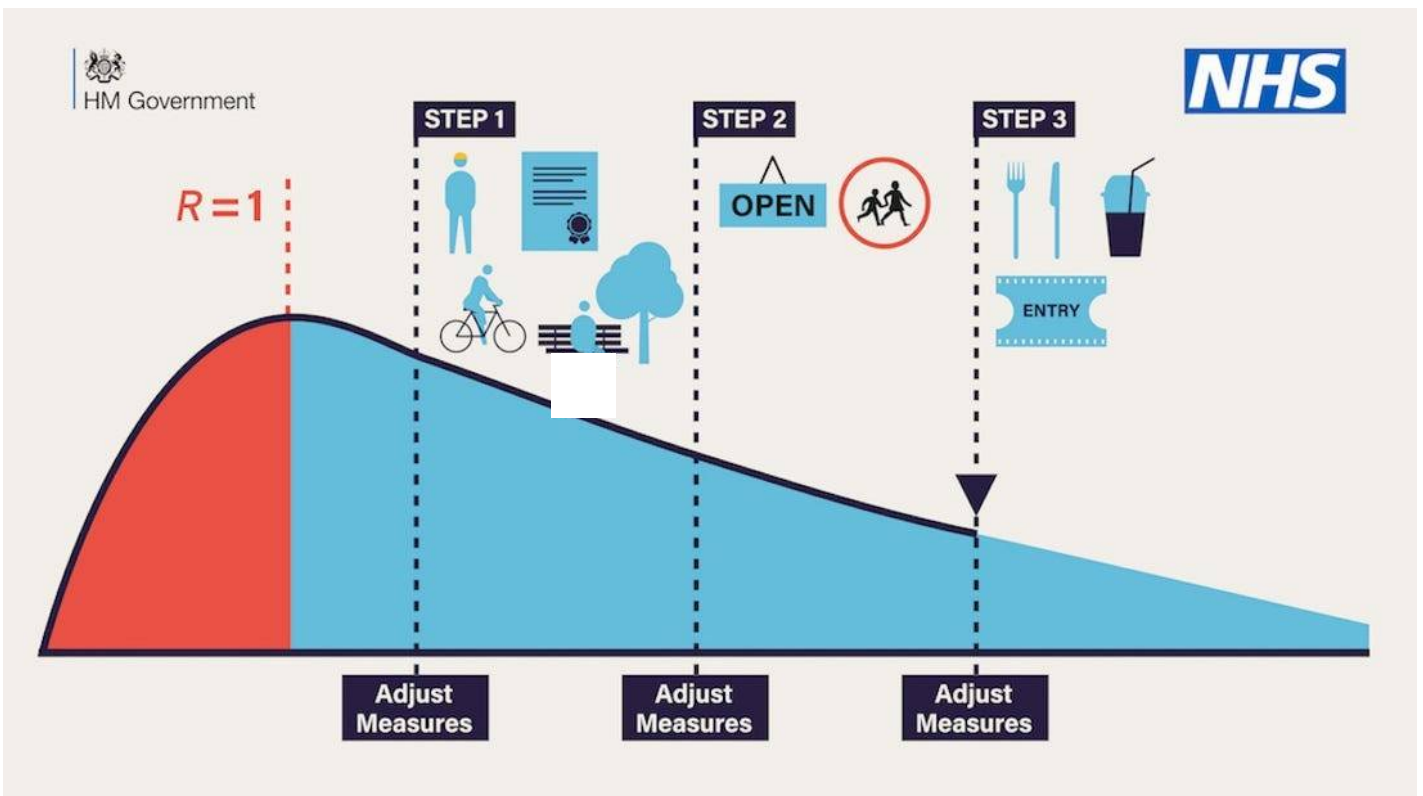 HM Government
NHS
STEP 1
STEP 2
STEP 3
R=1
OPEN
ENTRY
Adjust
Measures
Adjust
Measures
Adjust
Measures